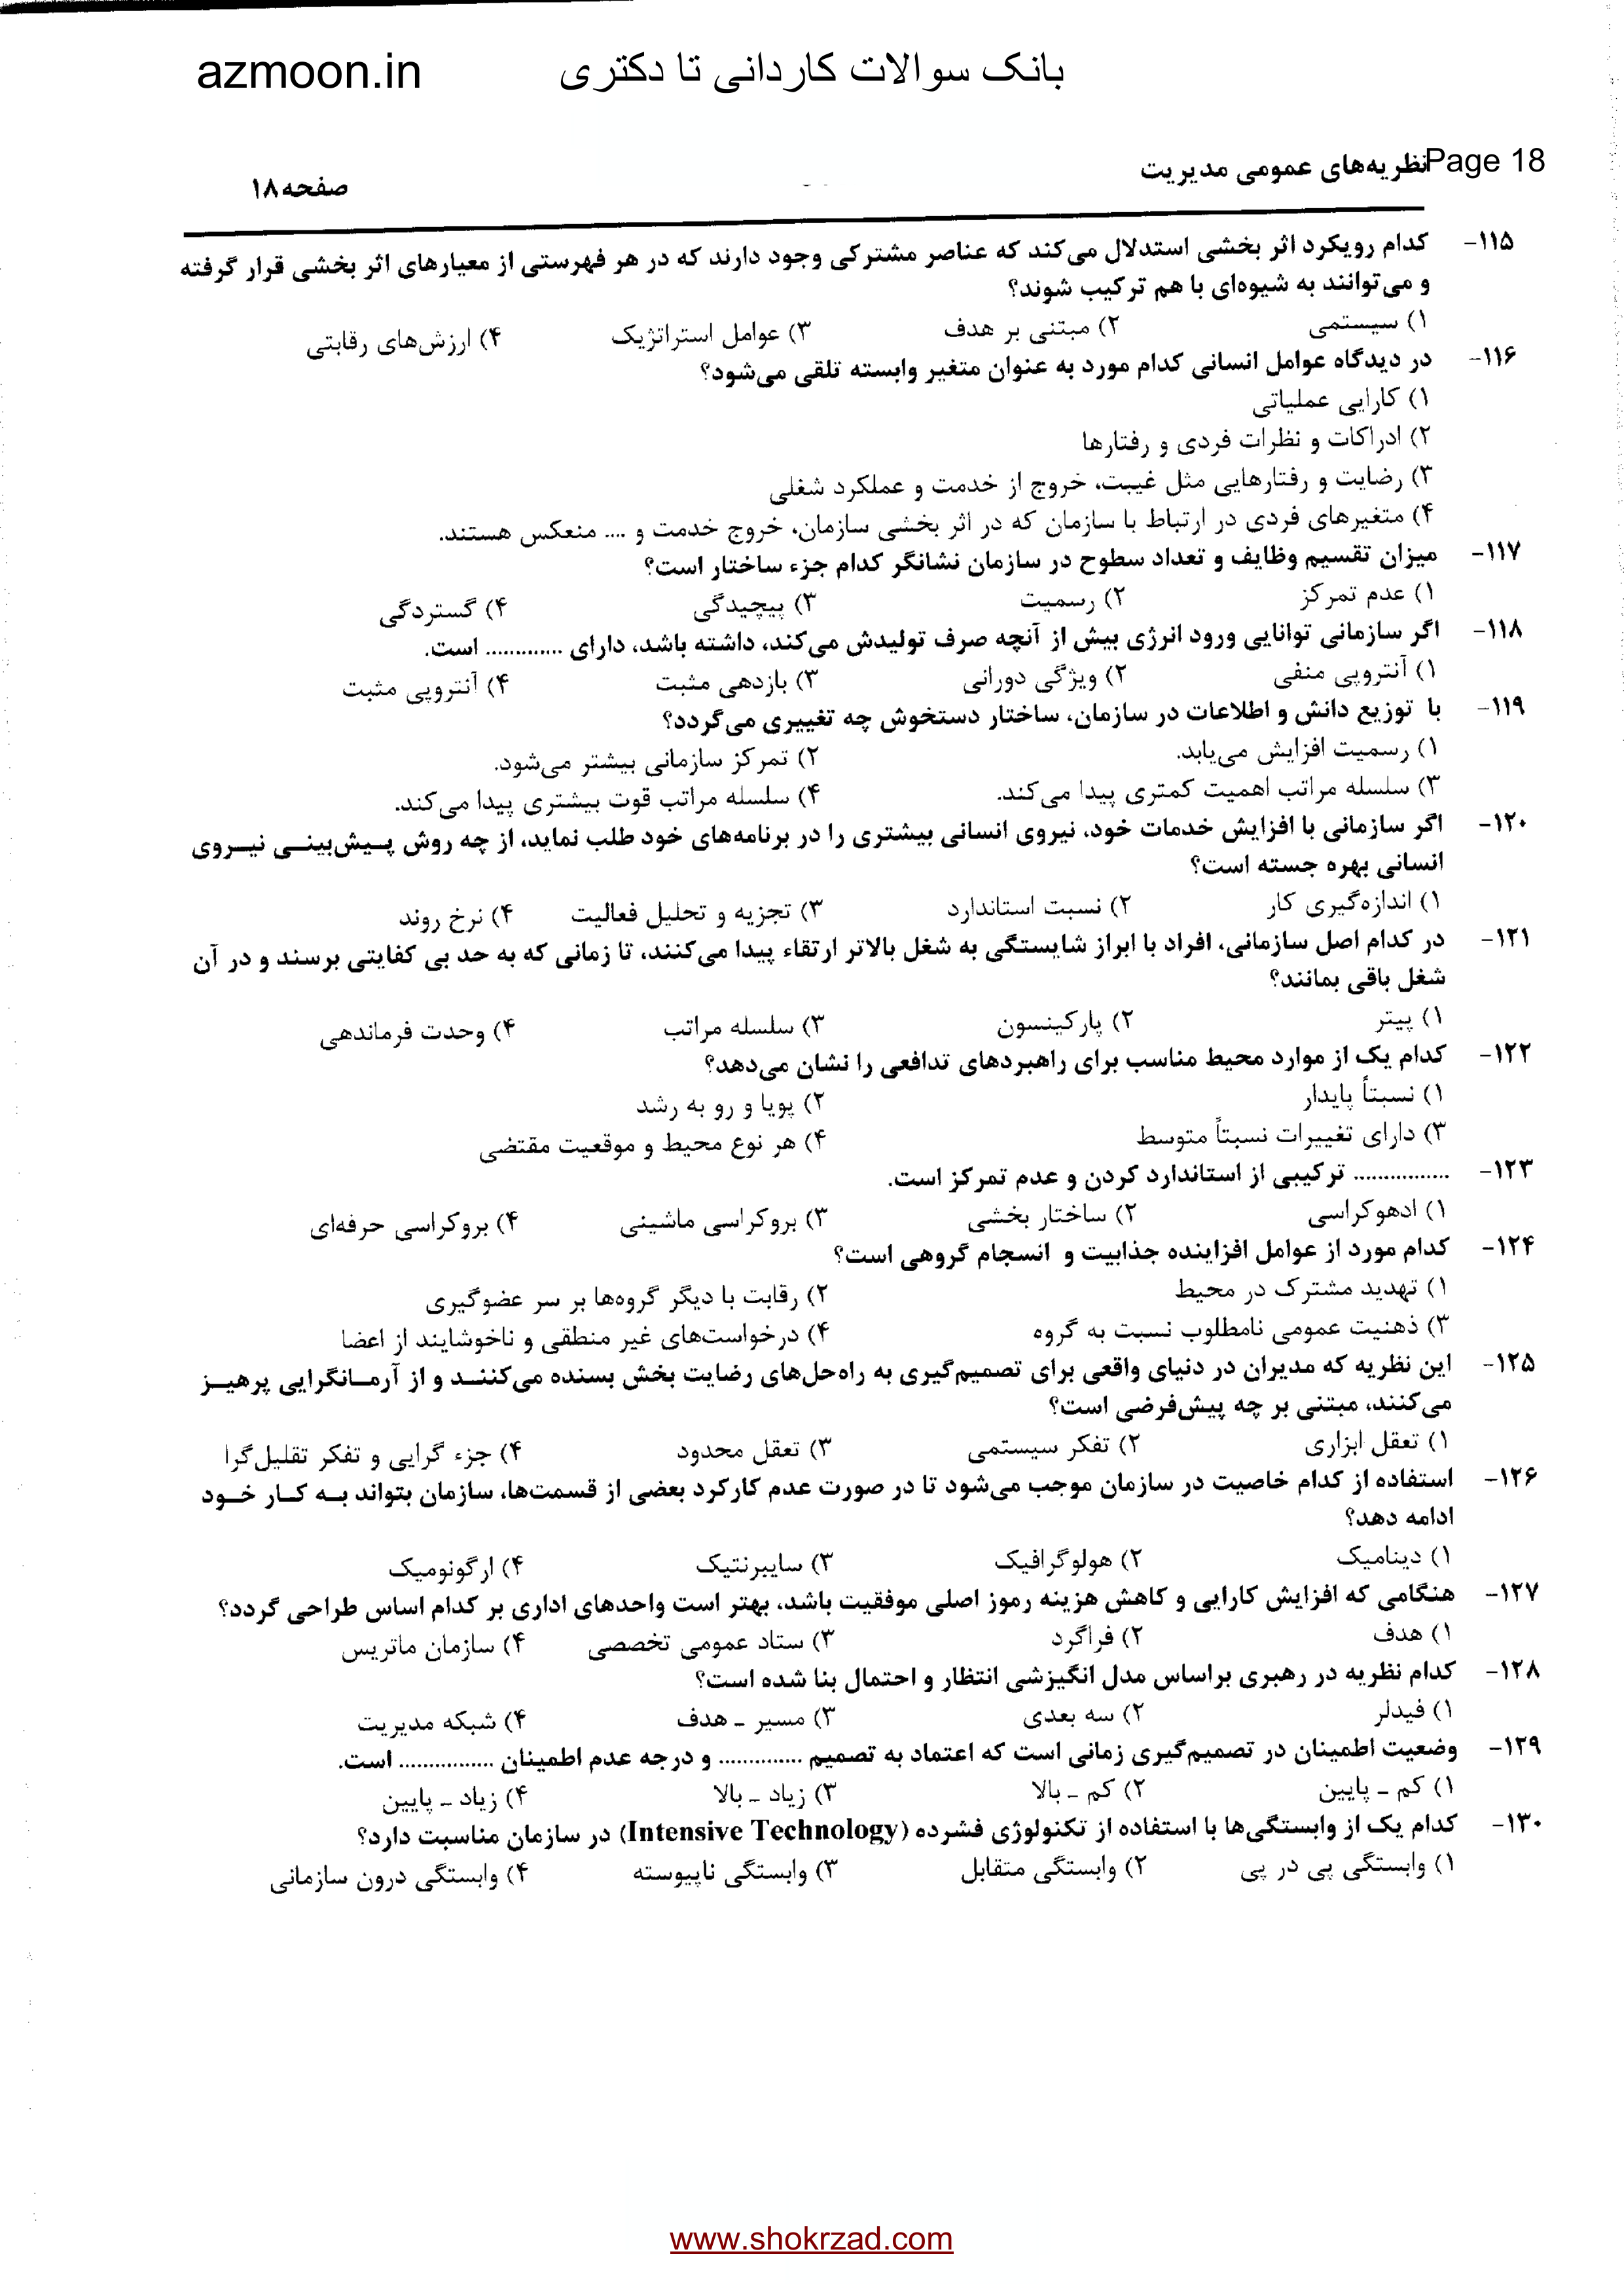 azmoon.in بانک سوالات کاردانی تا دکتری
نظریه‌های عمومی مدیریت Page 18
صفحه ۱۸
۱۱۵- کدام رویکرد اثر بخشی استدلال می‌کند که عناصر مشترکی وجود دارند که در هر فهرستی از معیارهای اثر بخشی قرار گرفته
و می‌توانند به شیوه‌ای با هم ترکیب شوند؟
۱) سیستمی ۲) مبتنی بر هدف ۳) عوامل استراتژیک ۴) ارزش‌های رقابتی
۱۱۶- در دیدگاه عوامل انسانی کدام مورد به عنوان متغیر وابسته تلقی می‌شود؟
۱) کارایی عملیاتی
۲) ادراکات و نظرات فردی و رفتارها
۳) رضایت و رفتارهایی مثل غیبت، خروج از خدمت و عملکرد شغلی
۴) متغیرهای فردی در ارتباط با سازمان که در اثر بخشی سازمان، خروج خدمت و .... منعکس هستند.
۱۱۷- میزان تقسیم وظایف و تعداد سطوح در سازمان نشانگر کدام جزء ساختار است؟
۱) عدم تمرکز ۲) رسمیت ۳) پیچیدگی ۴) گستردگی
۱۱۸- اگر سازمانی توانایی ورود انرژی بیش از آنچه صرف تولیدش می‌کند، داشته باشد، دارای ............. است.
۱) آنتروپی منفی ۲) ویژگی دورانی ۳) بازدهی مثبت ۴) آنتروپی مثبت
۱۱۹- با توزیع دانش و اطلاعات در سازمان، ساختار دستخوش چه تغییری می‌گردد؟
۱) رسمیت افزایش می‌یابد. ۲) تمرکز سازمانی بیشتر می‌شود.
۳) سلسله مراتب اهمیت کمتری پیدا می‌کند. ۴) سلسله مراتب قوت بیشتری پیدا می‌کند.
۱۲۰- اگر سازمانی با افزایش خدمات خود، نیروی انسانی بیشتری را در برنامه‌های خود طلب نماید، از چه روش پیش‌بینی نیروی
انسانی بهره جسته است؟
۱) اندازه‌گیری کار ۲) نسبت استاندارد ۳) تجزیه و تحلیل فعالیت ۴) نرخ روند
۱۲۱- در کدام اصل سازمانی، افراد با ابراز شایستگی به شغل بالاتر ارتقاء پیدا می‌کنند، تا زمانی که به حد بی کفایتی برسند و در آن
شغل باقی بمانند؟
۱) پیتر ۲) پارکینسون ۳) سلسله مراتب ۴) وحدت فرماندهی
۱۲۲- کدام یک از موارد محیط مناسب برای راهبردهای تدافعی را نشان می‌دهد؟
۱) نسبتاً پایدار ۲) پویا و رو به رشد
۳) دارای تغییرات نسبتاً متوسط ۴) هر نوع محیط و موقعیت مقتضی
۱۲۳- ................ ترکیبی از استاندارد کردن و عدم تمرکز است.
۱) ادهوکراسی ۲) ساختار بخشی ۳) بروکراسی ماشینی ۴) بروکراسی حرفه‌ای
۱۲۴- کدام مورد از عوامل افزاینده جذابیت و انسجام گروهی است؟
۱) تهدید مشترک در محیط ۲) رقابت با دیگر گروه‌ها بر سر عضوگیری
۳) ذهنیت عمومی نامطلوب نسبت به گروه ۴) درخواست‌های غیر منطقی و ناخوشایند از اعضا
۱۲۵- این نظریه که مدیران در دنیای واقعی برای تصمیم‌گیری به راه‌حل‌های رضایت بخش بسنده می‌کنند و از آرمانگرایی پرهیز
می‌کنند، مبتنی بر چه پیش‌فرضی است؟
۱) تعقل ابزاری ۲) تفکر سیستمی ۳) تعقل محدود ۴) جزء گرایی و تفکر تقلیل‌گرا
۱۲۶- استفاده از کدام خاصیت در سازمان موجب می‌شود تا در صورت عدم کارکرد بعضی از قسمت‌ها، سازمان بتواند به کار خود
ادامه دهد؟
۱) دینامیک ۲) هولوگرافیک ۳) سایبرنتیک ۴) ارگونومیک
۱۲۷- هنگامی که افزایش کارایی و کاهش هزینه رموز اصلی موفقیت باشد، بهتر است واحدهای اداری بر کدام اساس طراحی گردد؟
۱) هدف ۲) فراگرد ۳) ستاد عمومی تخصصی ۴) سازمان ماتریس
۱۲۸- کدام نظریه در رهبری براساس مدل انگیزشی انتظار و احتمال بنا شده است؟
۱) فیدلر ۲) سه بعدی ۳) مسیر ـ هدف ۴) شبکه مدیریت
۱۲۹- وضعیت اطمینان در تصمیم‌گیری زمانی است که اعتماد به تصمیم .............. و درجه عدم اطمینان ................ است.
۱) کم ـ پایین ۲) کم ـ بالا ۳) زیاد ـ بالا ۴) زیاد ـ پایین
۱۳۰- کدام یک از وابستگی‌ها با استفاده از تکنولوژی فشرده (Intensive Technology) در سازمان مناسبت دارد؟
۱) وابستگی پی در پی ۲) وابستگی متقابل ۳) وابستگی ناپیوسته ۴) وابستگی درون سازمانی
www.shokrzad.com